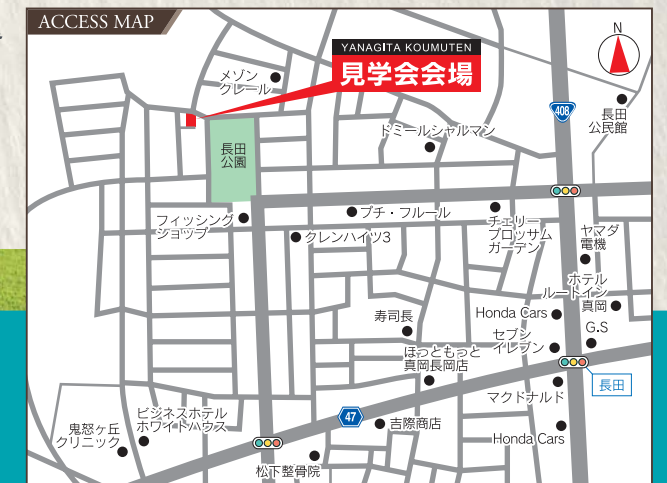 ACCESS MAP
YANAGITA KOUMUTEN
見学会会場
N
メゾン
クレール
408
長田
公民館
ドミールシャルマン
長田
公園
フィッシング
ショップ
プチ・フルール
クレンハイツ3
チェリー
ブロッサム
ガーデン
ヤマダ
電機
ホテル
ルートイン
真岡
寿司長
Honda Cars
セブン
イレブン
G.S
ほっともっと
真岡長岡店
長田
マクドナルド
47
吉際商店
Honda Cars
ビジネスホテル
ホワイトハウス
鬼怒ヶ丘
クリニック
松下整骨院